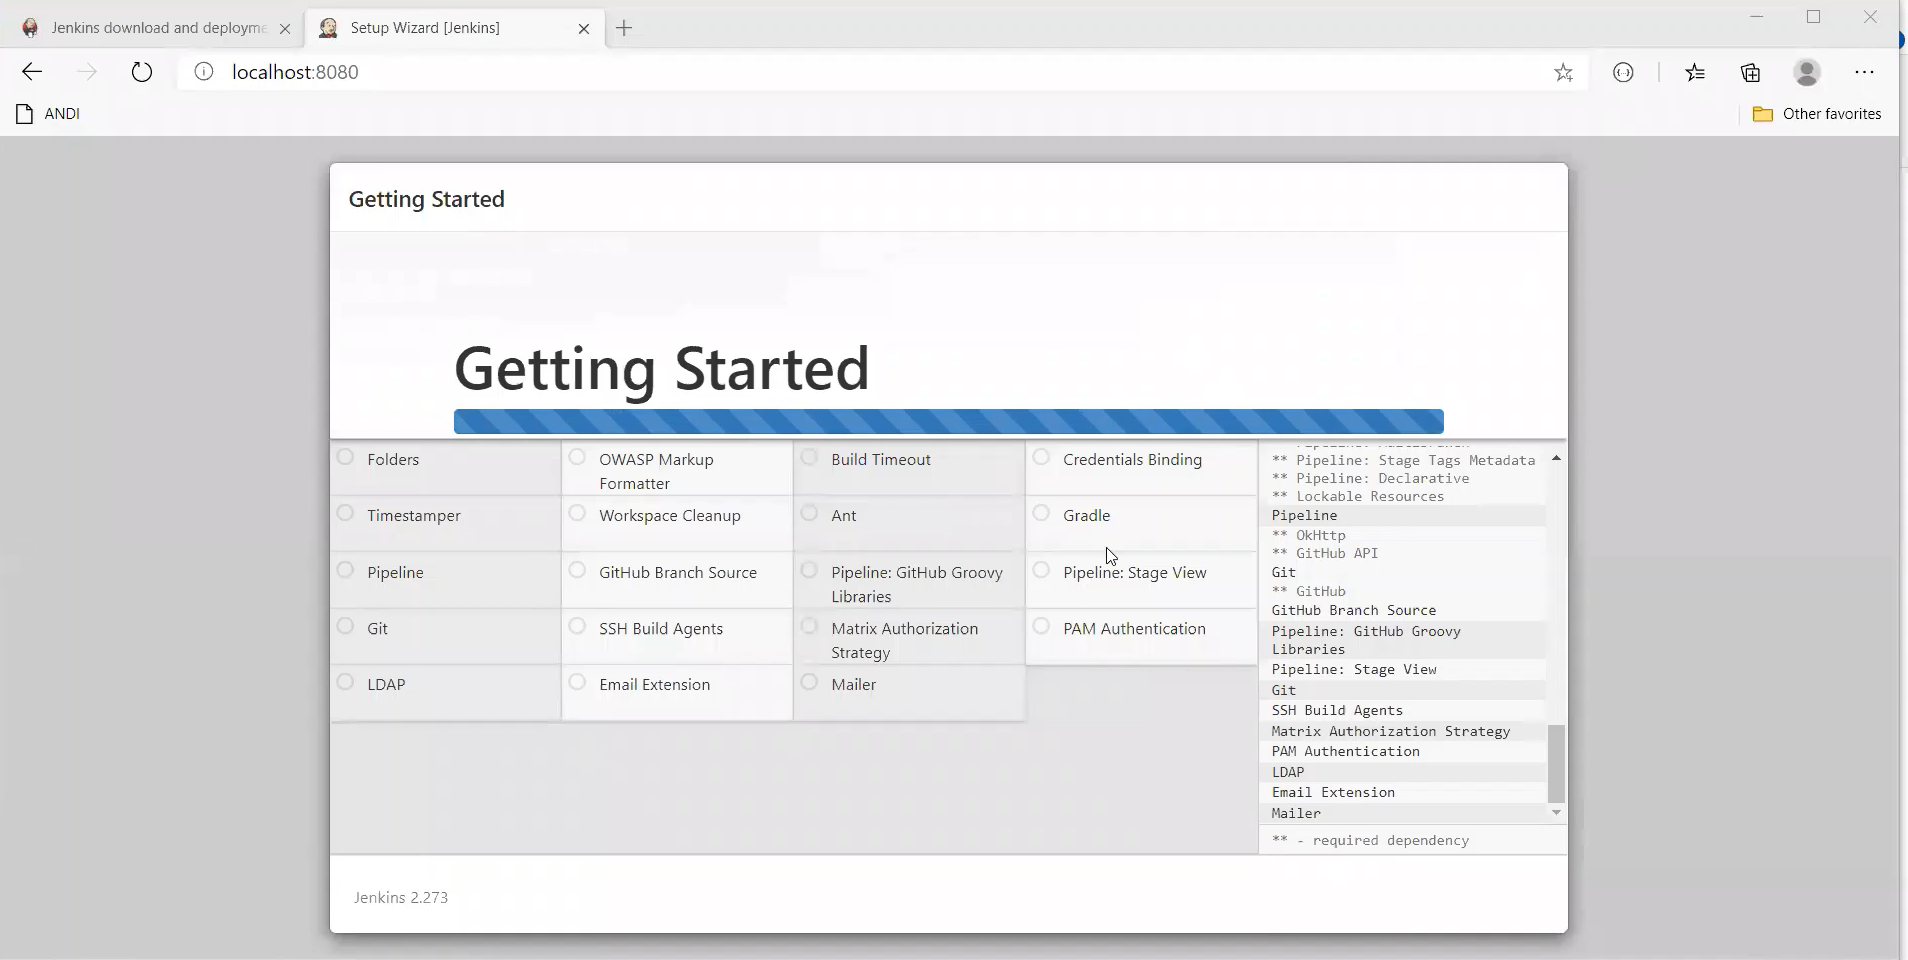 Jenkins download and deployme
Setup Wizard [Jenkins]
localhost:8080
ANDI
Other favorites
Getting Started
Getting Started
Folders
OWASP Markup
Formatter
Build Timeout
Credentials Binding
Timestamper
Workspace Cleanup
Ant
Gradle
Pipeline
GitHub Branch Source
Pipeline: GitHub Groovy
Libraries
Pipeline: Stage View
Git
SSH Build Agents
Matrix Authorization
Strategy
PAM Authentication
LDAP
Email Extension
Mailer
** Pipeline: Stage Tags Metadata
** Pipeline: Declarative
** Lockable Resources
Pipeline
** OkHttp
** GitHub API
Git
** GitHub
GitHub Branch Source
Pipeline: GitHub Groovy
Libraries
Pipeline: Stage View
Git
SSH Build Agents
Matrix Authorization Strategy
PAM Authentication
LDAP
Email Extension
Mailer
** - required dependency
Jenkins 2.273